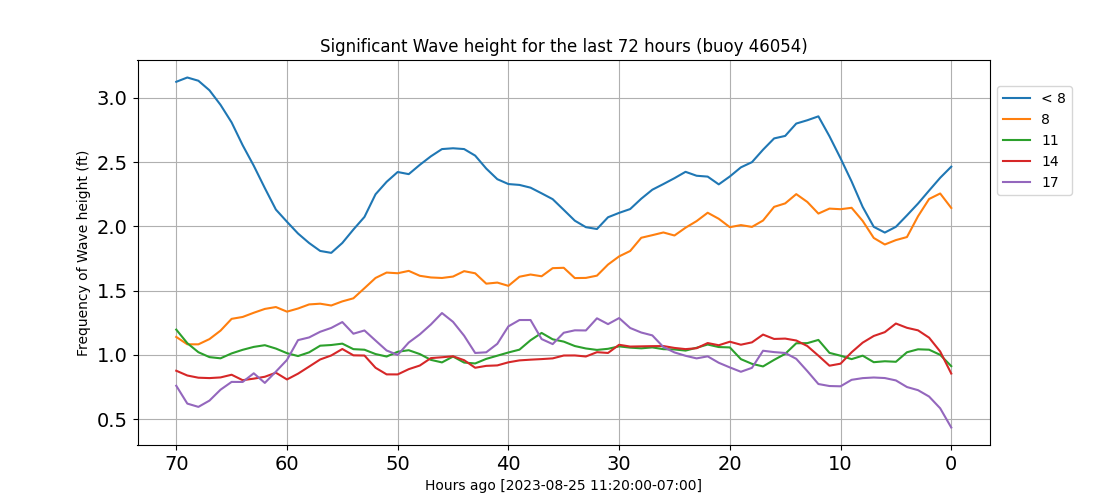 Significant Wave height for the last 72 hours (buoy 46054)
Frequency of Wave height (ft)
3.0
2.5
2.0
1.5
1.0
0.5
70 60 50 40 30 20 10 0
Hours ago [2023-08-25 11:20:00-07:00]
< 8
8
11
14
17